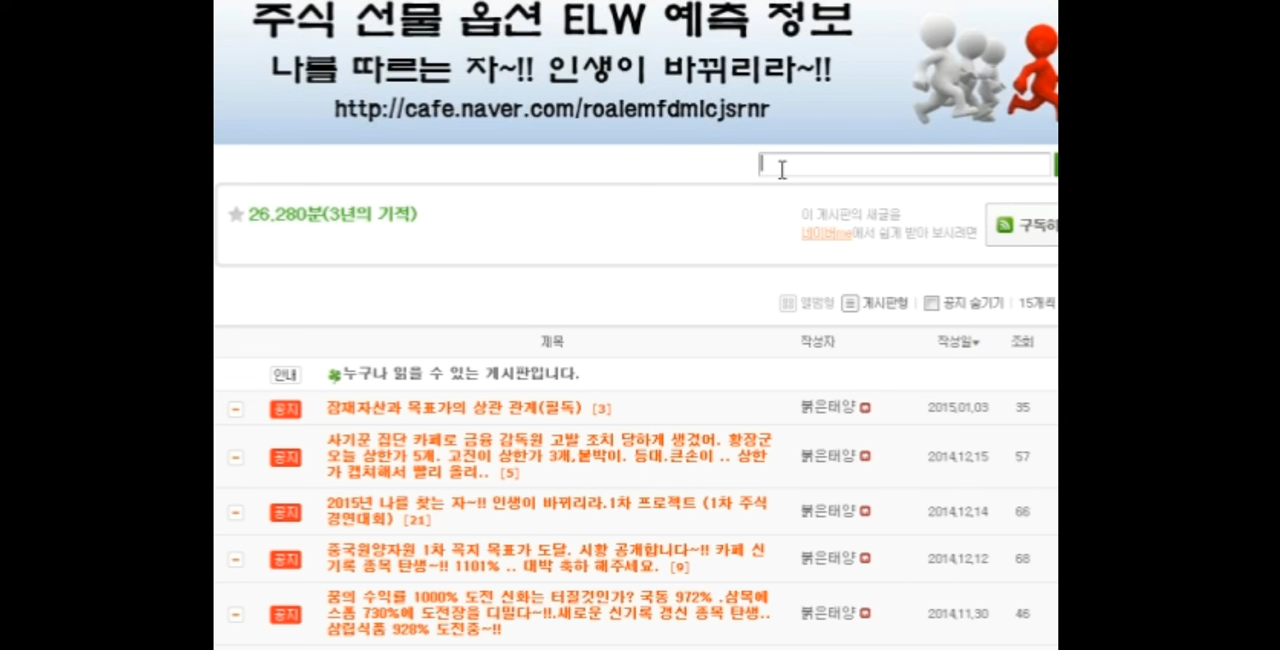 주식 선물 옵션 ELW 예측 정보
나를 따르는 자~!! 인생이 바뀌리라~!!
http://cafe.naver.com/roalemfdmlcjsrnr
26,280분(3년의 기적)
이 게시판의 새글을
네이버me에서 쉽게 받아 보시려면
구독하
앨범형 게시판형 공지 숨기기 15개씩
제목 작성자 작성일 조회
안내 누구나 읽을 수 있는 게시판입니다.
공지 잠재자산과 목표가의 상관 관계(필독) [3] 붉은태양 2015.01.03 35
사기꾼 집단 카페로 금융 감독원 고발 조치 당하게 생겼어. 황장군
공지 오늘 상한가 5개. 고진이 상한가 3개,붙박이. 등대.큰손이 .. 상한 붉은태양 2014.12.15 57
가 캡처해서 빨리 올려.. [5]
2015년 나를 찾는 자~!! 인생이 바뀌리라.1차 프로젝트 (1차 주식
공지 경연대회) [21] 붉은태양 2014.12.14 66
중국원양자원 1차 꼭지 목표가 도달. 시황 공개합니다~!! 카페 신
공지 기록 종목 탄생~!! 1101% .. 대박 축하 해주세요. [9] 붉은태양 2014.12.12 68
꿈의 수익률 1000% 도전 신화는 터질것인가? 국동 972% .삼목에
공지 스폼 730%에 도전장을 디밀다~!!.새로운 신기록 갱신 종목 탄생.. 붉은태양 2014.11.30 46
삼립식품 928% 도전중~!!